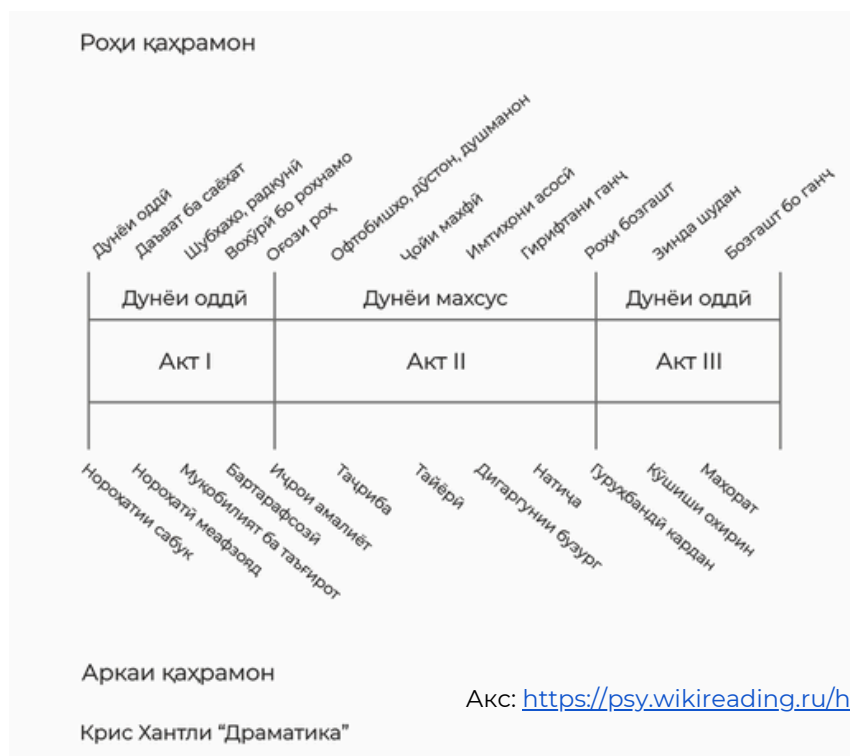 Роҳи қаҳрамон
Дунёи оддӣ
Даъват ба саёҳат
Шубҳаҳо, радкунӣ
Вохӯрӣ бо роҳнамо
Оғози роҳ
Офтобишҳо, дӯстон, душманон
Ҷойи махфӣ
Имтиҳони асосӣ
Гирифтани ганҷ
Роҳи бозгашт
Зинда шудан
Бозгашт бо ганҷ
Дунёи оддӣ
Дунёи махсус
Дунёи оддӣ
Акт I
Акт II
Акт III
Нороҳатии сабук
Нороҳатӣ меафзояд
Муқобилият ба таъғирот
Бартарафсозӣ
Иҷрои амалиёт
Таҷриба
Тайёрӣ
Дигаргунии бузург
Натиҷа
Гурухбандӣ кардан
Кӯшиши охирин
Маҳорат
Аркаи қаҳрамон
Акс: https://psy.wikireading.ru/h
Крис Хантли “Драматика”